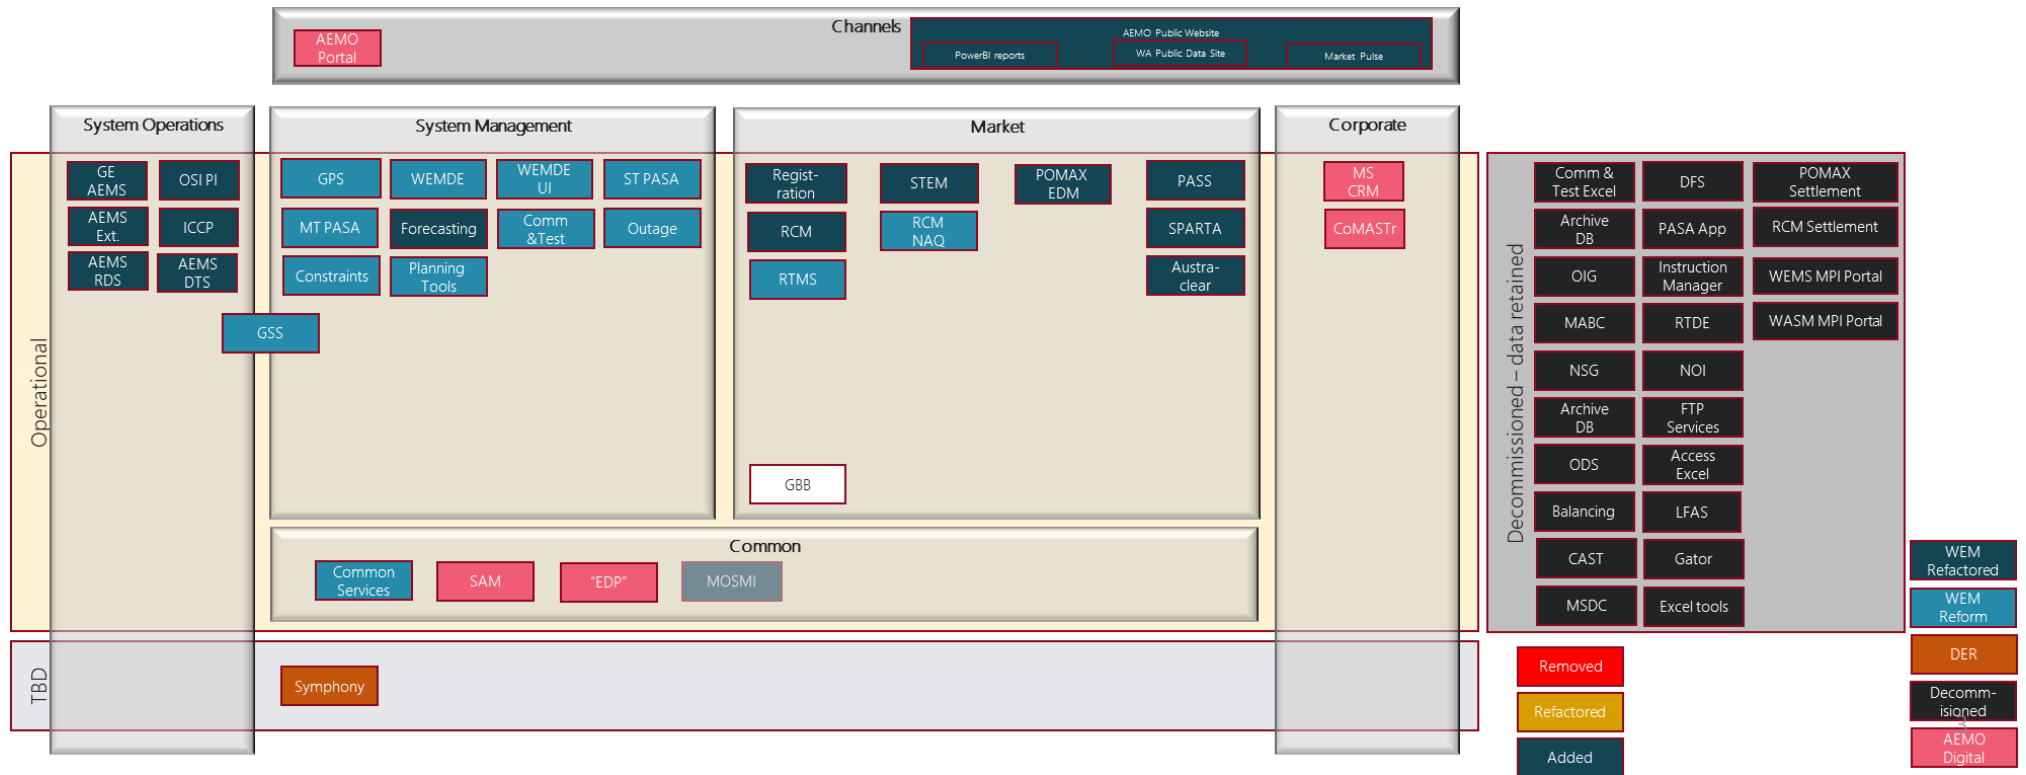 Channels
AEMO
Portal
AEMO Public Website
PowerBI reports
WA Public Data Site
Market Pulse
System Operations
System Management
Market
Corporate
Operational
GE
AEMS
OSI PI
AEMS
Ext.
ICCP
AEMS
RDS
AEMS
DTS
GSS
GPS
WEMDE
WEMDE
UI
ST PASA
MT PASA
Forecasting
Comm
&Test
Outage
Constraints
Planning
Tools
Regist-
ration
STEM
POMAX
EDM
PASS
RCM
RCM
NAQ
SPARTA
RTMS
Austra-
clear
GBB
MS
CRM
CoMASTr
Common
Common
Services
SAM
"EDP"
MOSMI
TBD
Symphony
Decommissioned – data retained
Comm &
Test Excel
DFS
POMAX
Settlement
Archive
DB
PASA App
RCM Settlement
OIG
Instruction
Manager
WEMS MPI Portal
MABC
RTDE
WASM MPI Portal
NSG
NOI
Archive
DB
FTP
Services
ODS
Access
Excel
Balancing
LFAS
CAST
Gator
MSDC
Excel tools
Removed
Refactored
Added
WEM
Refactored
WEM
Reform
DER
Decomm-
isioned
3
AEMO
Digital